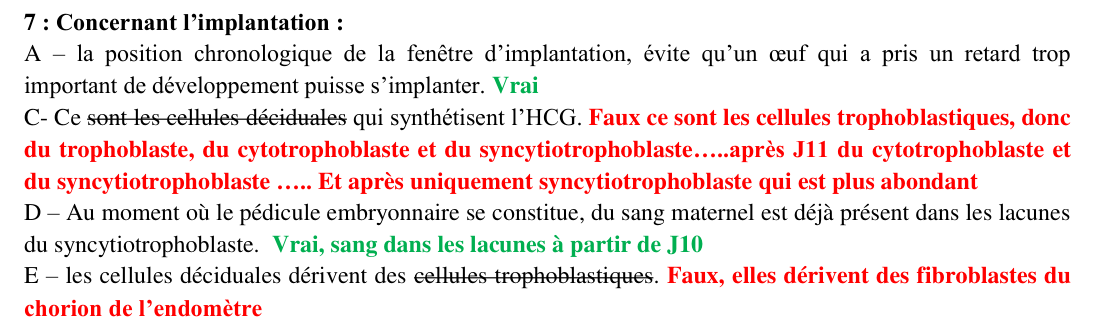 7 : Concernant l’implantation :
A – la position chronologique de la fenêtre d’implantation, évite qu’un œuf qui a pris un retard trop
important de développement puisse s’implanter. Vrai
C- Ce sont les cellules déciduales qui synthétisent l’HCG. Faux ce sont les cellules trophoblastiques, donc
du trophoblaste, du cytotrophoblaste et du syncytiotrophoblaste…..après J11 du cytotrophoblaste et
du syncytiotrophoblaste ….. Et après uniquement syncytiotrophoblaste qui est plus abondant
D – Au moment où le pédicule embryonnaire se constitue, du sang maternel est déjà présent dans les lacunes
du syncytiotrophoblaste. Vrai, sang dans les lacunes à partir de J10
E – les cellules déciduales dérivent des cellules trophoblastiques. Faux, elles dérivent des fibroblastes du
chorion de l’endomètre